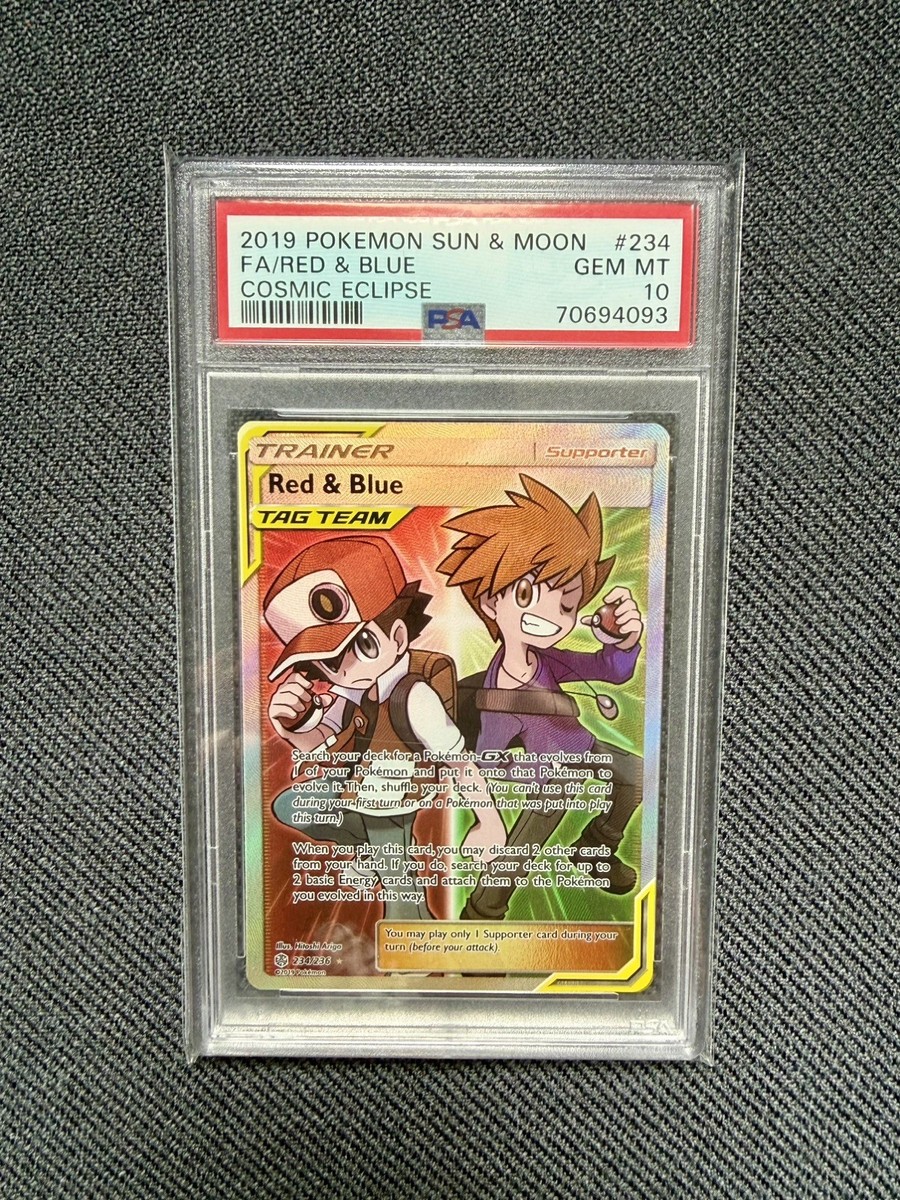 2019 POKEMON SUN & MOON #234
FA/RED & BLUE GEM MT
COSMIC ECLIPSE 10
PSA 70694093
TRAINER Supporter
Red & Blue
TAG TEAM
Search your deck for a Pokémon-GX that evolves from
1 of your Pokémon and put it onto that Pokémon to
evolve it. Then, shuffle your deck. (You can't use this card
during your first turn or on a Pokémon that was put into play
this turn.)
When you play this card, you may discard 2 other cards
from your hand. If you do, search your deck for up to
2 basic Energy cards and attach them to the Pokémon
you evolved in this way.
You may play only 1 Supporter card during your
turn (before your attack).
Illus. Hitoshi Ariga
234/236
©2019 Pokémon
PSA